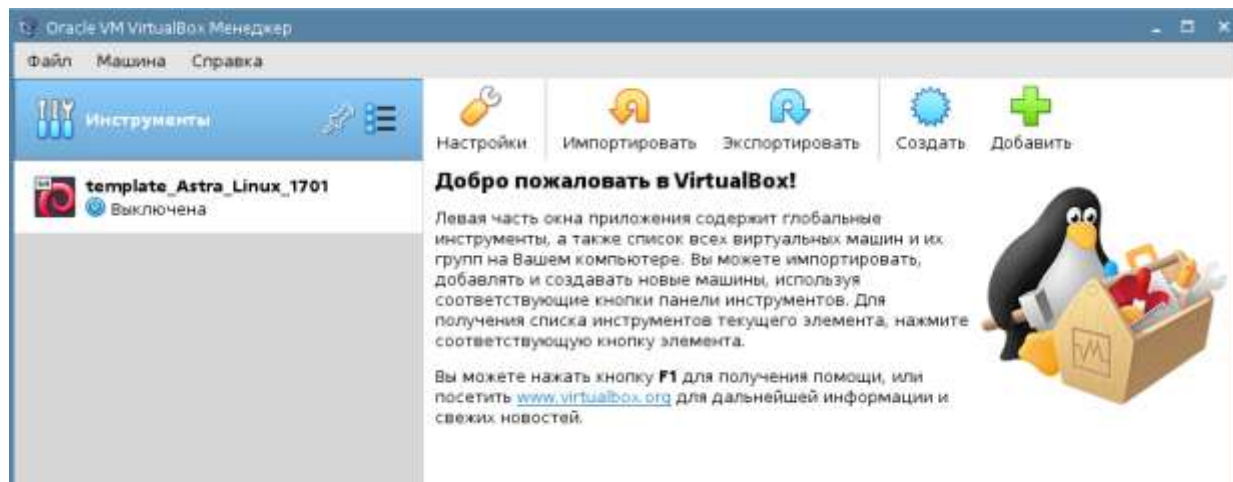 Oracle VM VirtualBox Менеджер
Файл Машина Справка
Инструменты
Настройки Импортировать Экспортировать Создать Добавить
template_Astra_Linux_1701
Выключена
Добро пожаловать в VirtualBox!
Левая часть окна приложения содержит глобальные
инструменты, а также список всех виртуальных машин и их
групп на Вашем компьютере. Вы можете импортировать,
добавлять и создавать новые машины, используя
соответствующие кнопки панели инструментов. Для
получения списка инструментов текущего элемента, нажмите
соответствующую кнопку элемента.
Вы можете нажать кнопку F1 для получения помощи, или
посетить www.virtualbox.org для дальнейшей информации и
свежих новостей.